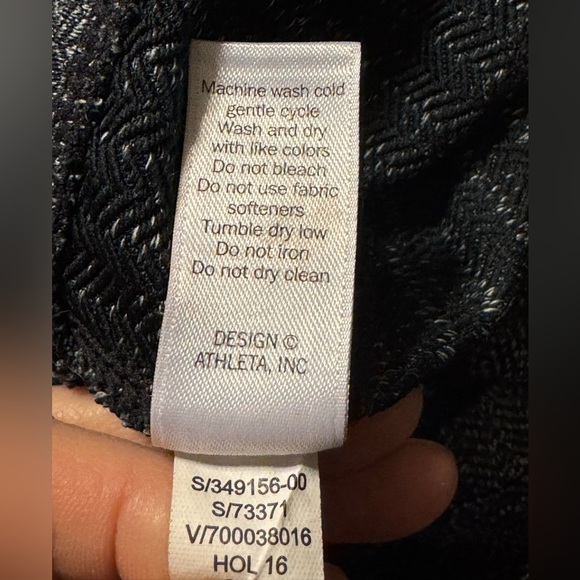 Machine wash cold
gentle cycle
Wash and dry
with like colors
Do not bleach
Do not use fabric
softeners
Tumble dry low
Do not iron
Do not dry clean
DESIGN ©
ATHLETA, INC
S/349156-00
S/73371
V/700038016
HOL 16